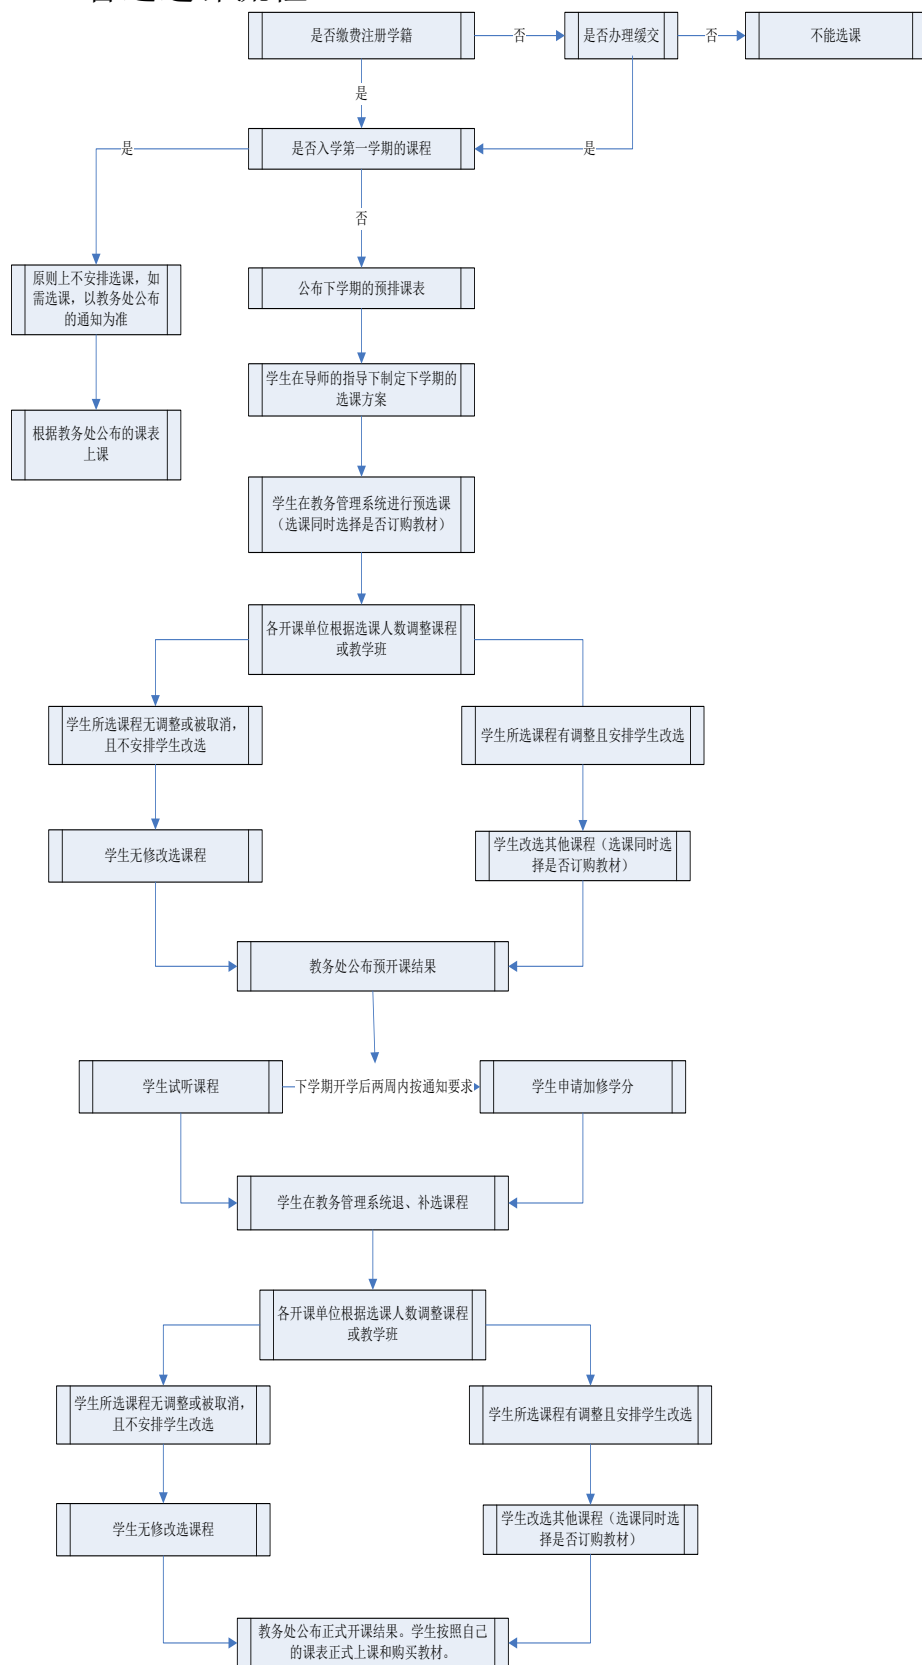 是否缴费注册学籍
否
是否办理缓交
否
不能选课
是
是
是否入学第一学期的课程
是
否
原则上不安排选课，如
需选课，以教务处公布
的通知为准
公布下学期的预排课表
学生在导师的指导下制定下学期的
选课方案
根据教务处公布的课表
上课
学生在教务管理系统进行预选课
（选课同时选择是否订购教材）
各开课单位根据选课人数调整课程
或教学班
学生所选课程无调整或被取消，
且不安排学生改选
学生所选课程有调整且安排学生改选
学生无修改选课程
学生改选其他课程（选课同时选
择是否订购教材）
教务处公布预开课结果
学生试听课程
下学期开学后两周内按通知要求
学生申请加修学分
学生在教务管理系统退、补选课程
各开课单位根据选课人数调整课程
或教学班
学生所选课程无调整或被取消，
且不安排学生改选
学生所选课程有调整且安排学生改选
学生无修改选课程
学生改选其他课程（选课同时选
择是否订购教材）
教务处公布正式开课结果。学生按照自己
的课表正式上课和购买教材。